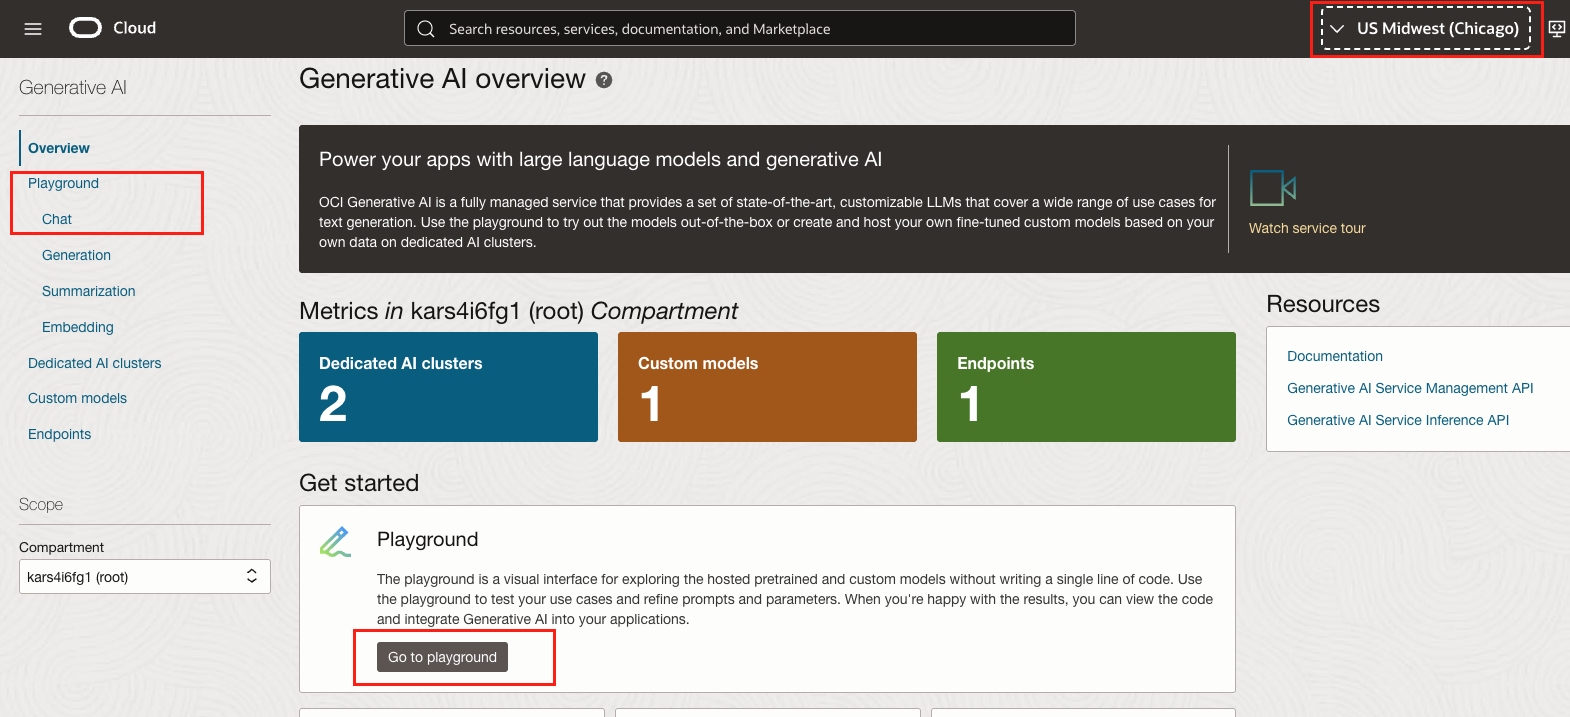 Cloud
Search resources, services, documentation, and Marketplace
US Midwest (Chicago)
Generative AI
Overview
Playground
Chat
Generation
Summarization
Embedding
Dedicated AI clusters
Custom models
Endpoints
Scope
Compartment
kars4i6fg1 (root)
Generative AI overview ?
Power your apps with large language models and generative AI
OCI Generative AI is a fully managed service that provides a set of state-of-the-art, customizable LLMs that cover a wide range of use cases for
text generation. Use the playground to try out the models out-of-the-box or create and host your own fine-tuned custom models based on your
own data on dedicated AI clusters.
Watch service tour
Metrics in kars4i6fg1 (root) Compartment
Dedicated AI clusters
2
Custom models
1
Endpoints
1
Resources
Documentation
Generative AI Service Management API
Generative AI Service Inference API
Get started
Playground
The playground is a visual interface for exploring the hosted pretrained and custom models without writing a single line of code. Use
the playground to test your use cases and refine prompts and parameters. When you're happy with the results, you can view the code
and integrate Generative AI into your applications.
Go to playground